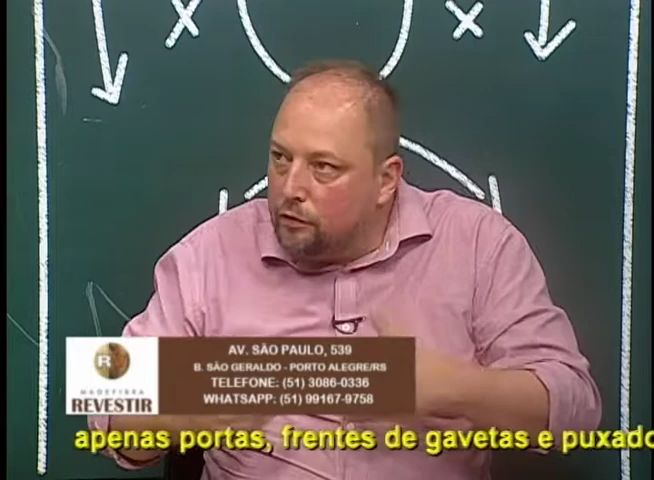 AV. SÃO PAULO, 539
B. SÃO GERALDO - PORTO ALEGRE/RS
TELEFONE: (51) 3086-0336
WHATSAPP: (51) 99167-9758
R
MADEFIBRA
REVESTIR
apenas portas, frentes de gavetas e puxado